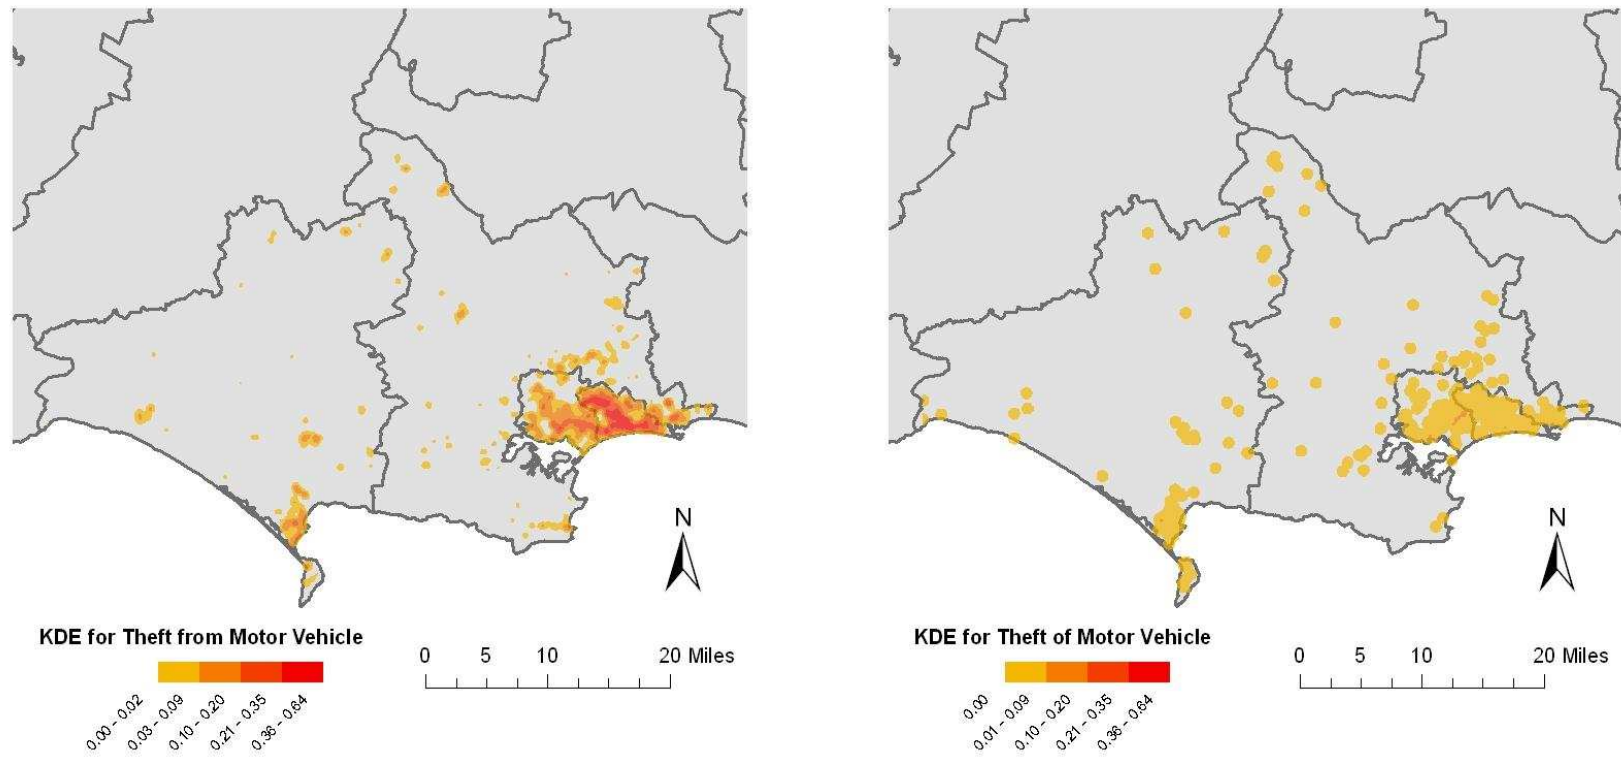 N
N
KDE for Theft from Motor Vehicle
0.00 - 0.02
0.03 - 0.09
0.10 - 0.20
0.21 - 0.35
0.36 - 0.64
0 5 10 20 Miles
KDE for Theft of Motor Vehicle
0.00
0.01 - 0.09
0.10 - 0.20
0.21 - 0.35
0.36 - 0.64
0 5 10 20 Miles